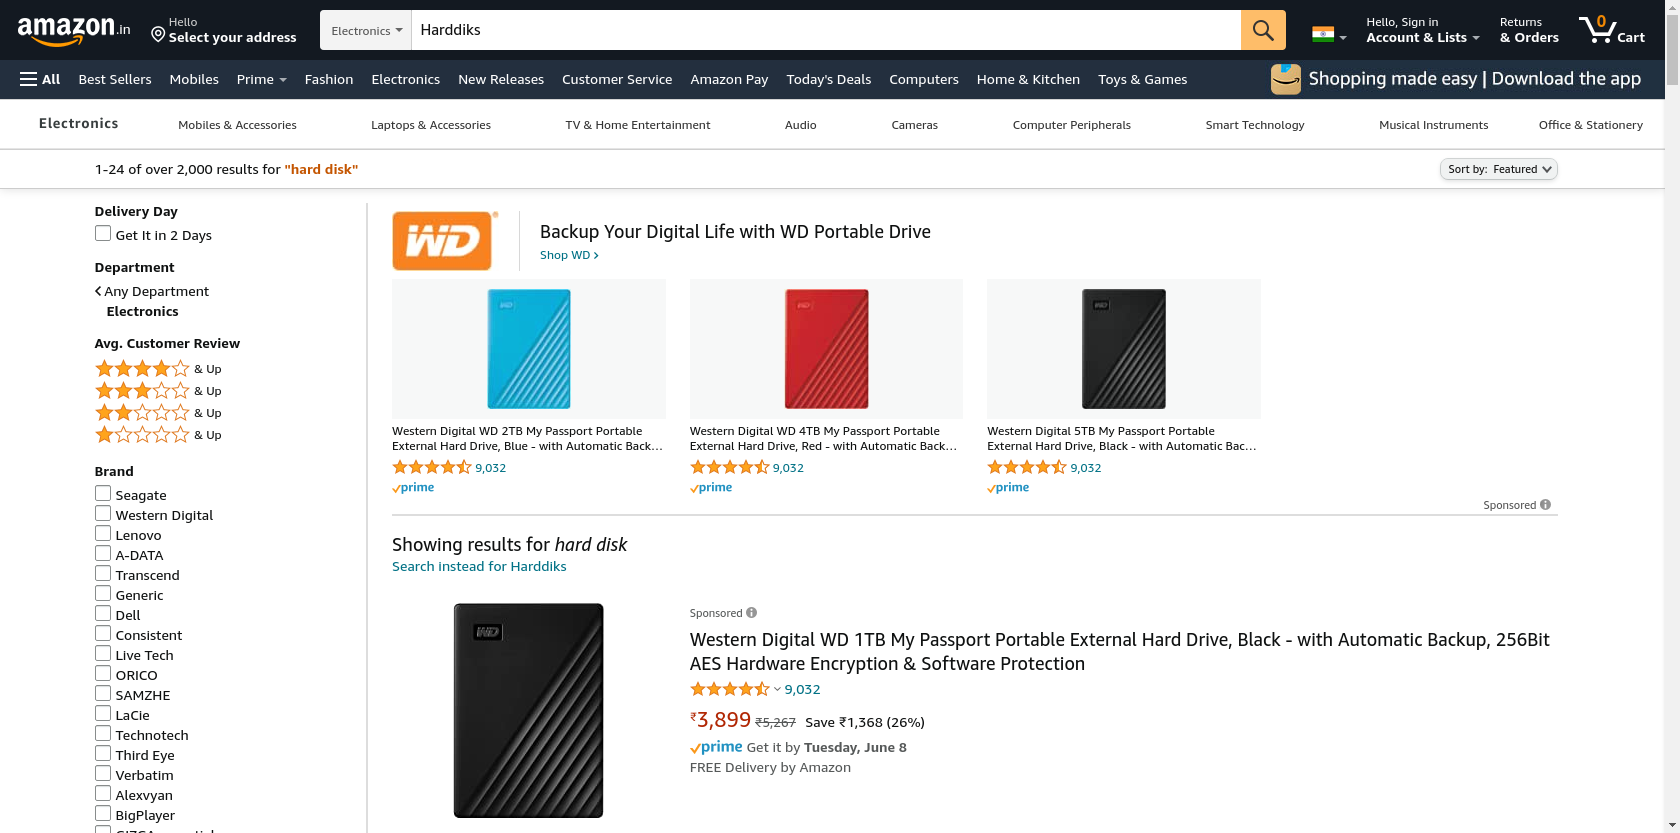 amazon.in
Hello
Select your address
Electronics
Harddiks
Hello, Sign in
Account & Lists
Returns
& Orders
0
Cart
All
Best Sellers
Mobiles
Prime
Fashion
Electronics
New Releases
Customer Service
Amazon Pay
Today's Deals
Computers
Home & Kitchen
Toys & Games
Shopping made easy | Download the app
Electronics
Mobiles & Accessories
Laptops & Accessories
TV & Home Entertainment
Audio
Cameras
Computer Peripherals
Smart Technology
Musical Instruments
Office & Stationery
1-24 of over 2,000 results for "hard disk"
Sort by: Featured
Delivery Day
Get It in 2 Days
Department
Any Department
Electronics
Avg. Customer Review
& Up
& Up
& Up
& Up
Brand
Seagate
Western Digital
Lenovo
A-DATA
Transcend
Generic
Dell
Consistent
Live Tech
ORICO
SAMZHE
LaCie
Technotech
Third Eye
Verbatim
Alexvyan
BigPlayer
WD
Backup Your Digital Life with WD Portable Drive
Shop WD ›
WD
WD
WD
Western Digital WD 2TB My Passport Portable
External Hard Drive, Blue - with Automatic Back...
9,032
prime
Western Digital WD 4TB My Passport Portable
External Hard Drive, Red - with Automatic Back...
9,032
prime
Western Digital 5TB My Passport Portable
External Hard Drive, Black - with Automatic Bac...
9,032
prime
Sponsored
Showing results for hard disk
Search instead for Harddiks
WD
Sponsored
Western Digital WD 1TB My Passport Portable External Hard Drive, Black - with Automatic Backup, 256Bit
AES Hardware Encryption & Software Protection
9,032
₹3,899 ₹5,267 Save ₹1,368 (26%)
prime Get it by Tuesday, June 8
FREE Delivery by Amazon